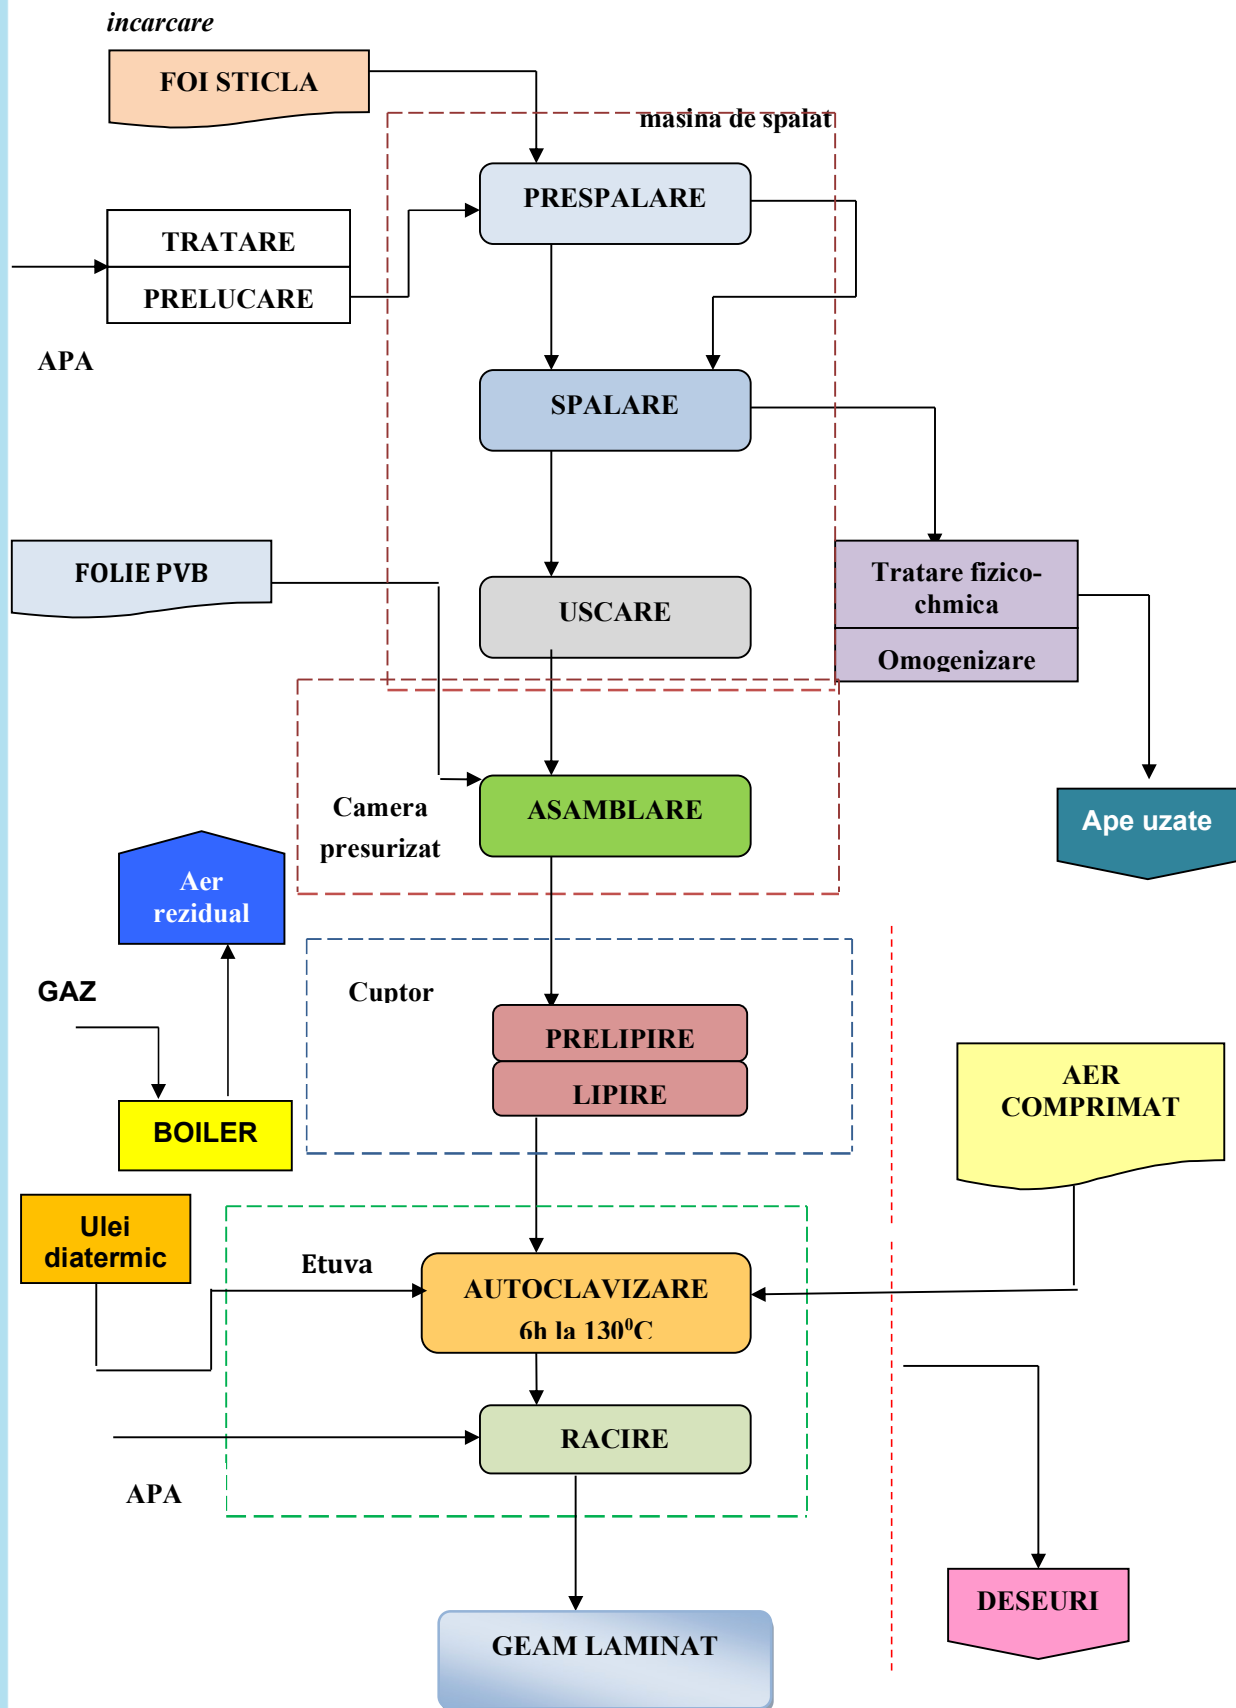 incarcare
FOI STICLA
masina de spalat
PRESPALARE
TRATARE
PRELUCARE
APA
SPALARE
FOLIE PVB
Tratare fizico-
chmica
USCARE
Omogenizare
Camera
presurizat
ASAMBLARE
Ape uzate
Aer
rezidual
GAZ
Cuptor
PRELIPIRE
LIPIRE
AER
COMPRIMAT
BOILER
Ulei
diatermic
Etuva
AUTOCLAVIZARE
6h la 130⁰C
RACIRE
APA
DESEURI
GEAM LAMINAT